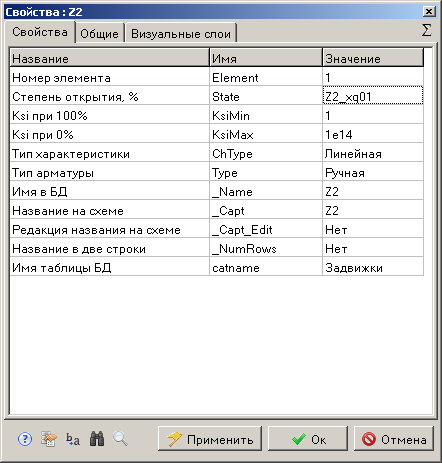 Свойства : Z2
Свойства Общие Визуальные слои Σ
Название Имя Значение
Номер элемента Element 1
Степень открытия, % State Z2_xq01
Ksi при 100% KsiMin 1
Ksi при 0% KsiMax 1e14
Тип характеристики ChType Линейная
Тип арматуры Type Ручная
Имя в БД _Name Z2
Название на схеме _Capt Z2
Редакция названия на схеме _Capt_Edit Нет
Название в две строки _NumRows Нет
Имя таблицы БД catname Задвижки
Применить Ок Отмена